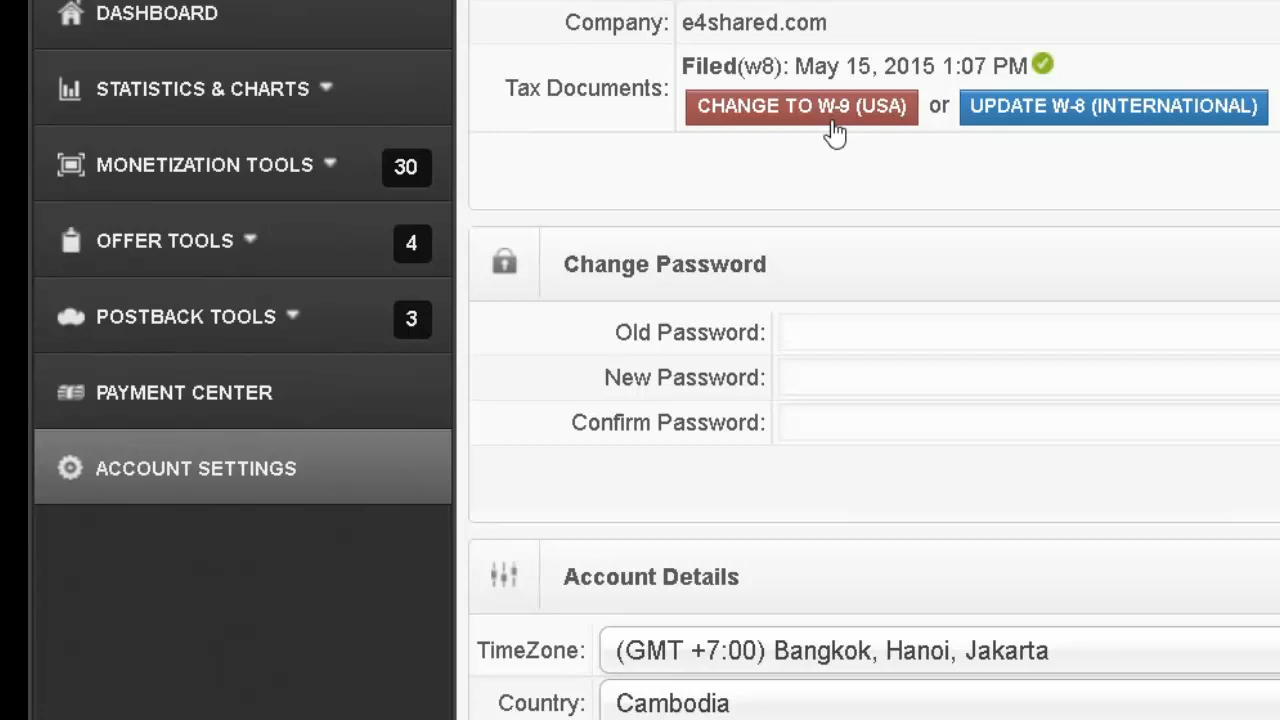 DASHBOARD
STATISTICS & CHARTS
MONETIZATION TOOLS 30
OFFER TOOLS 4
POSTBACK TOOLS 3
PAYMENT CENTER
ACCOUNT SETTINGS
Company: e4shared.com
Tax Documents: Filed(w8): May 15, 2015 1:07 PM
CHANGE TO W-9 (USA) or UPDATE W-8 (INTERNATIONAL)
Change Password
Old Password:
New Password:
Confirm Password:
Account Details
TimeZone: (GMT +7:00) Bangkok, Hanoi, Jakarta
Country: Cambodia